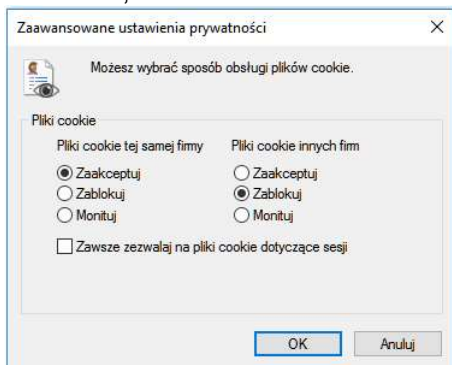 Zaawansowane ustawienia prywatności
Możesz wybrać sposób obsługi plików cookie.
Pliki cookie
Pliki cookie tej samej firmy Pliki cookie innych firm
Zaakceptuj Zaakceptuj
Zablokuj Zablokuj
Monituj Monituj
Zawsze zezwalaj na pliki cookie dotyczące sesji
OK Anuluj